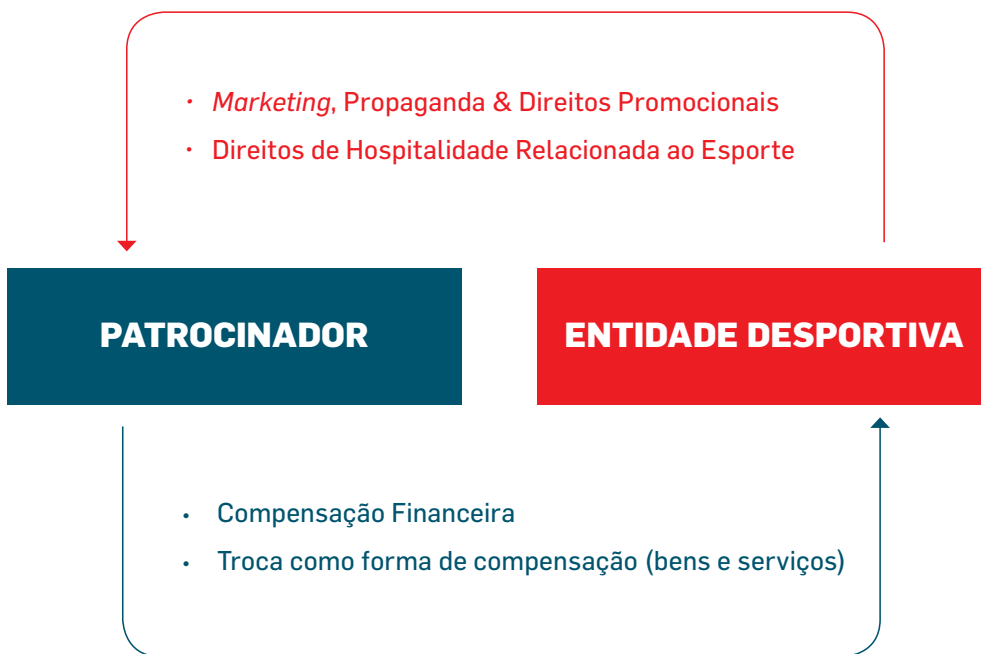 • Marketing, Propaganda & Direitos Promocionais
• Direitos de Hospitalidade Relacionada ao Esporte
PATROCINADOR
ENTIDADE DESPORTIVA
• Compensação Financeira
• Troca como forma de compensação (bens e serviços)